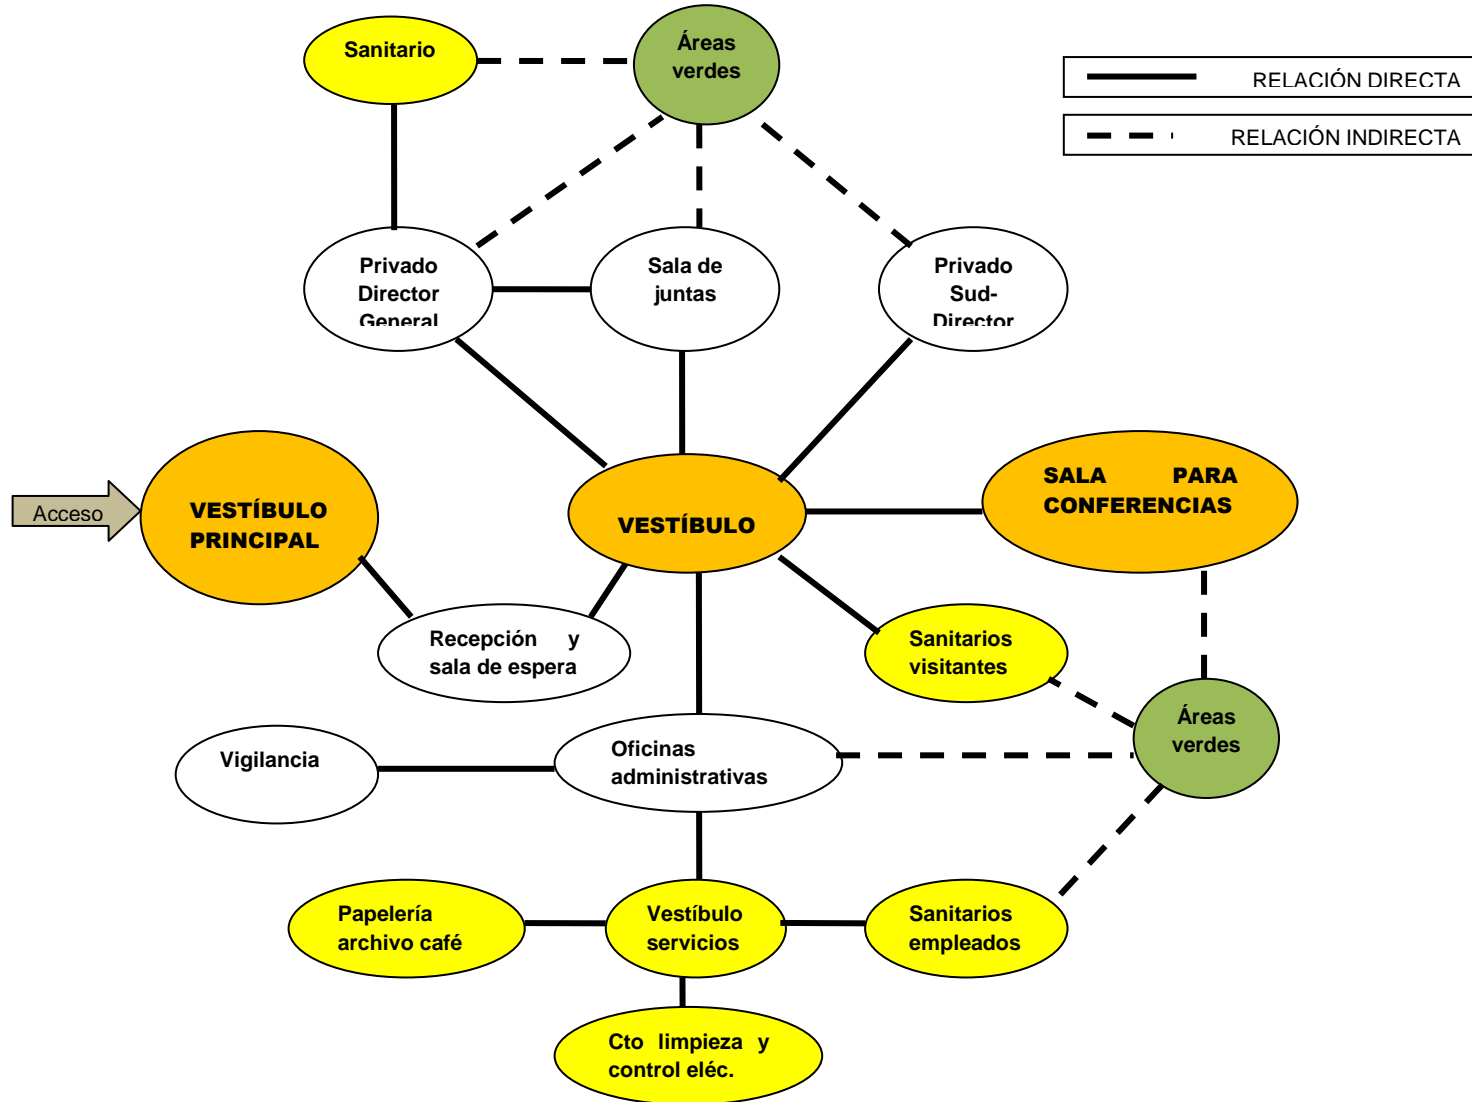 Sanitario
Áreas
verdes
RELACIÓN DIRECTA
RELACIÓN INDIRECTA
Privado
Director
General
Sala de
juntas
Privado
Sud-
Director
Acceso
VESTÍBULO
PRINCIPAL
VESTÍBULO
SALA PARA
CONFERENCIAS
Recepción y
sala de espera
Sanitarios
visitantes
Áreas
verdes
Vigilancia
Oficinas
administrativas
Papelería
archivo café
Vestíbulo
servicios
Sanitarios
empleados
Cto limpieza y
control eléc.